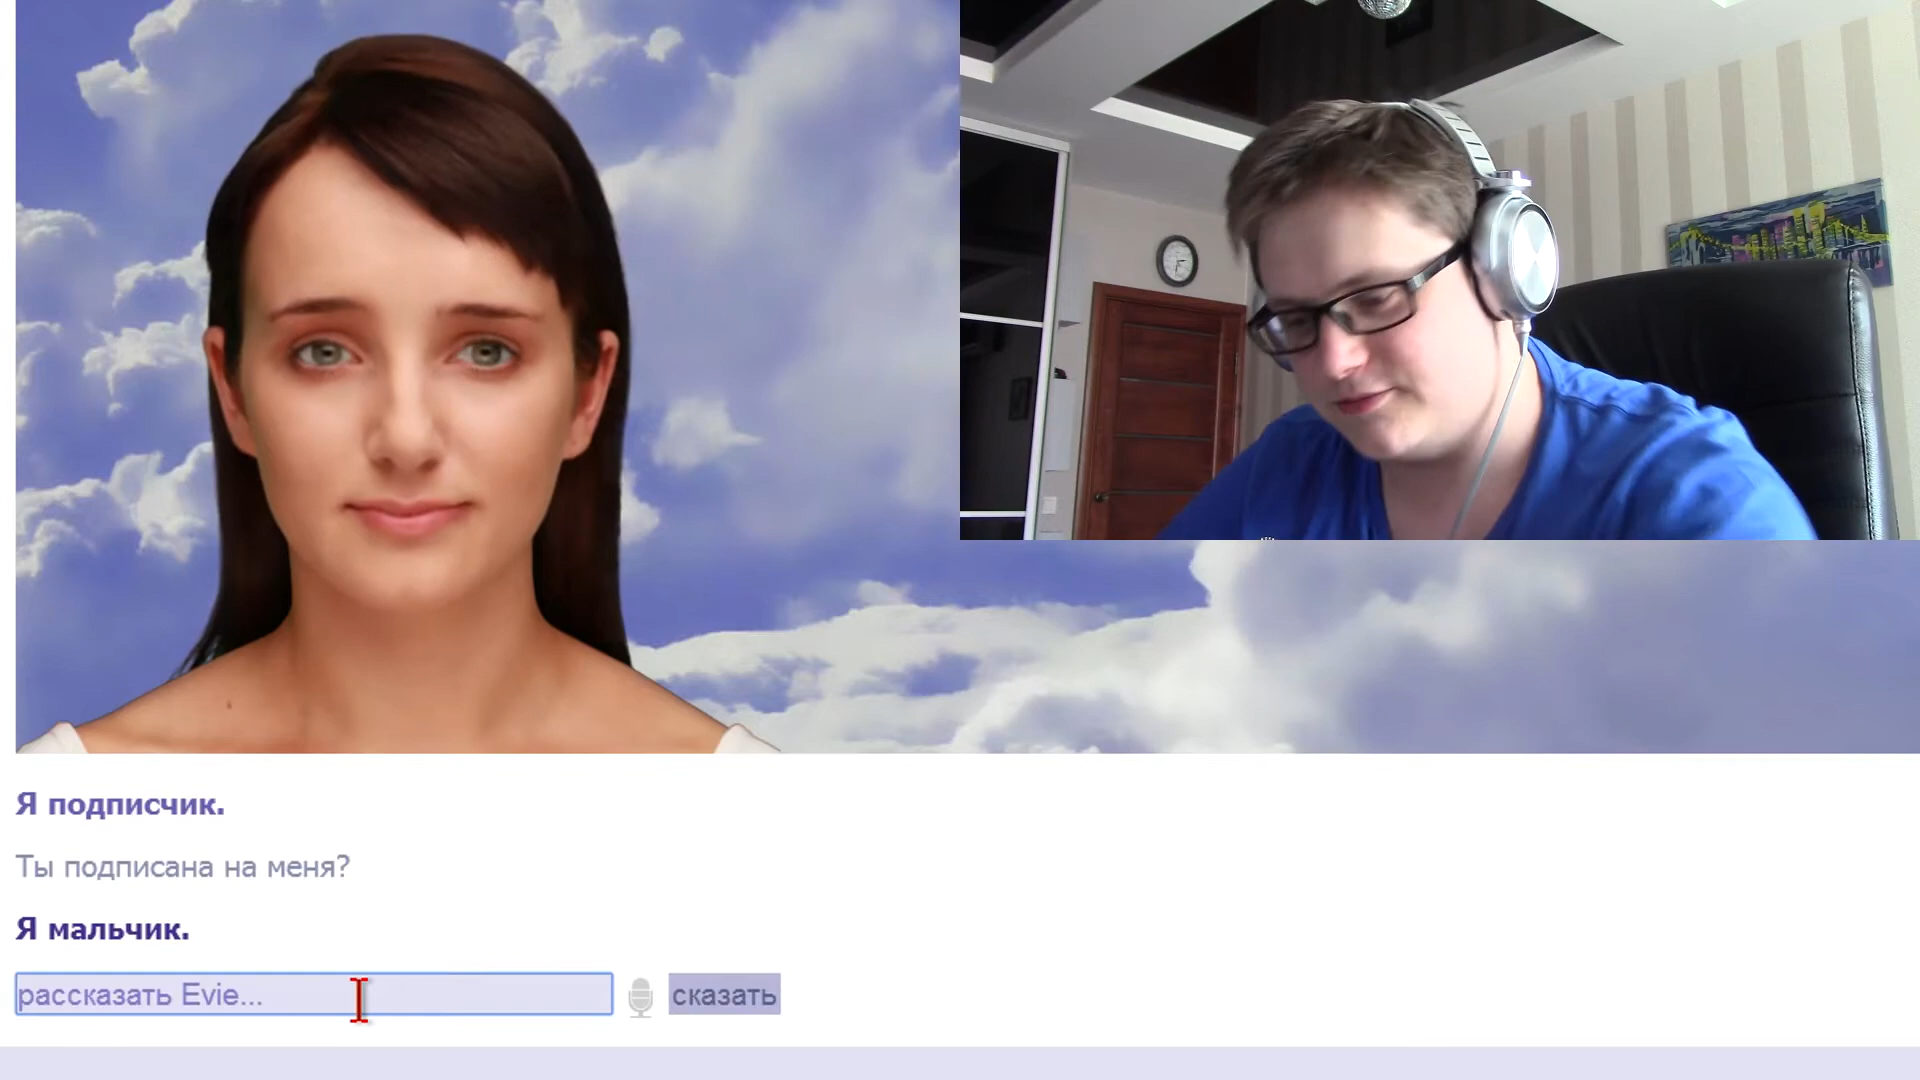 Я подписчик.
Ты подписана на меня?
Я мальчик.
рассказать Evie...
сказать